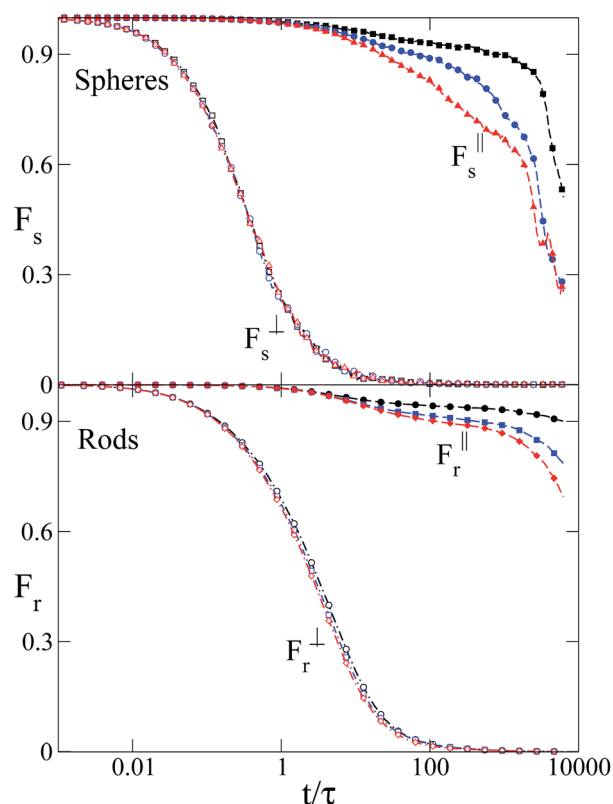 0.9
Spheres
0.6
F_s^||
F_s
0.3
F_s^⊥
0
0.9
Rods
F_r^||
0.6
F_r
0.3
F_r^⊥
0
0.01 1 100 10000
t/τ